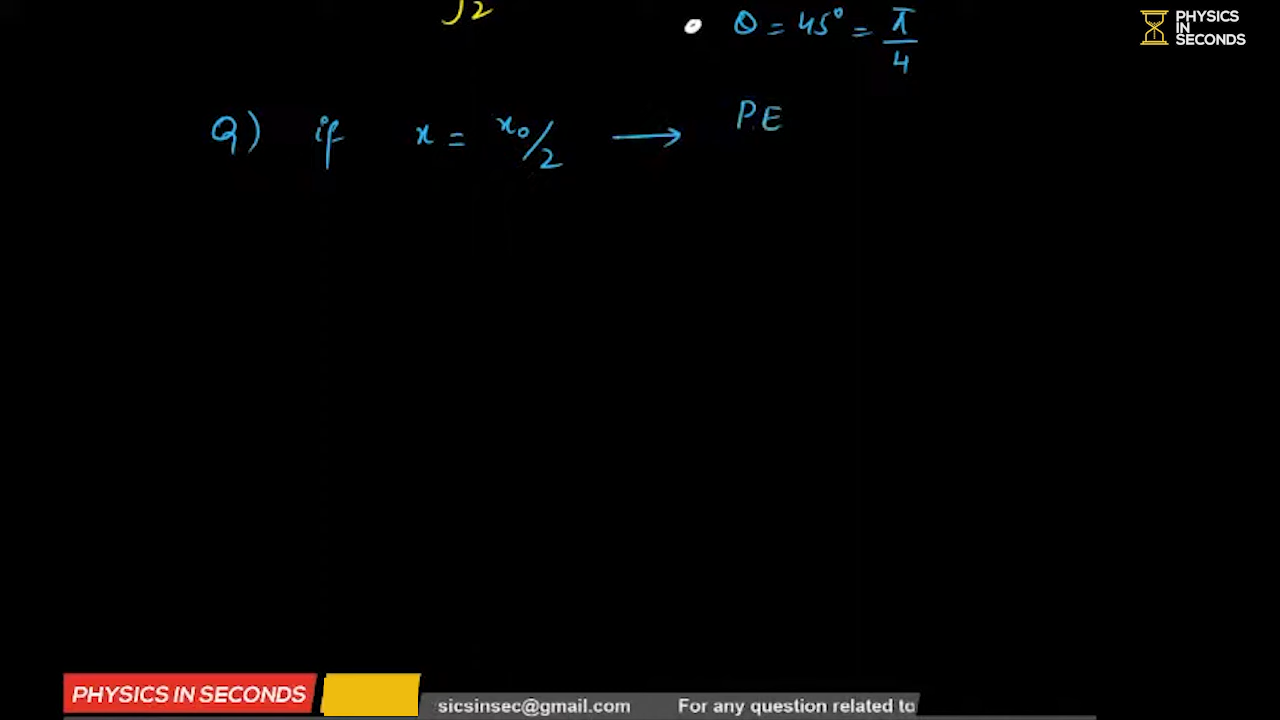 √2
θ = 45° = π/4
PHYSICS
IN
SECONDS
Q) if x = x₀/2 ⟶ P.E
PHYSICS IN SECONDS
sicsinsec@gmail.com For any question related to